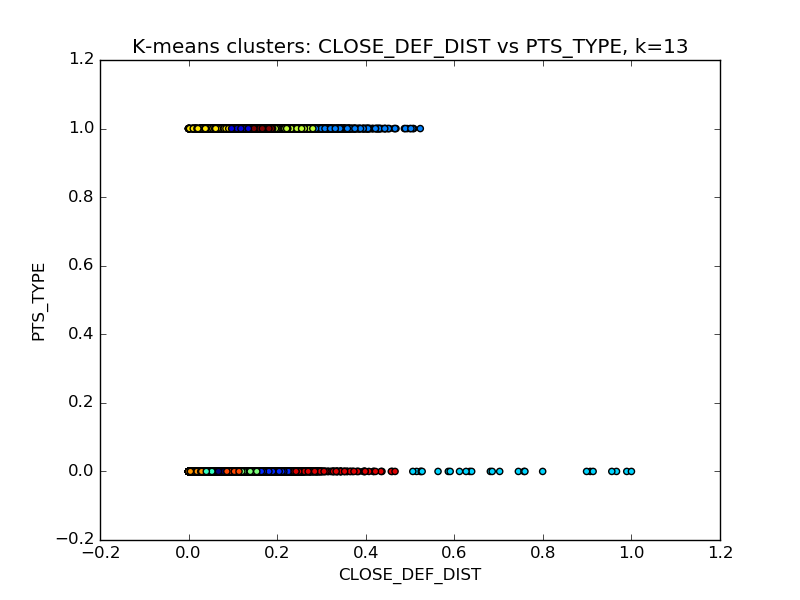 K-means clusters: CLOSE_DEF_DIST vs PTS_TYPE, k=13
1.2
1.0
0.8
0.6
0.4
0.2
0.0
−0.2
PTS_TYPE
−0.2 0.0 0.2 0.4 0.6 0.8 1.0 1.2
CLOSE_DEF_DIST